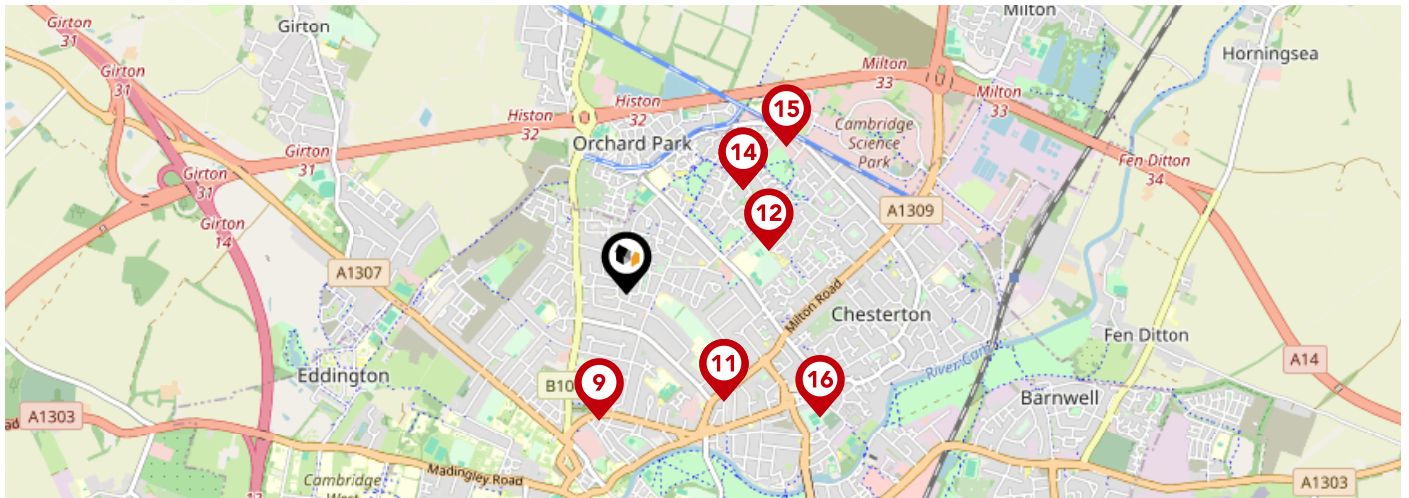 Girton
31
Girton
Milton
Horningsea
Girton
31
Milton
33
Milton
33
Histon
32
Histon
32
15
Cambridge
Science
Park
Orchard Park
14
Girton
31
Girton
31
Fen Ditton
34
12
A1309
Girton
14
A1307
Milton Road
Chesterton
Fen Ditton
A14
River Cam
Eddington
B10
9
11
16
Barnwell
A1303
Madingley Road
Cambridge
A1303